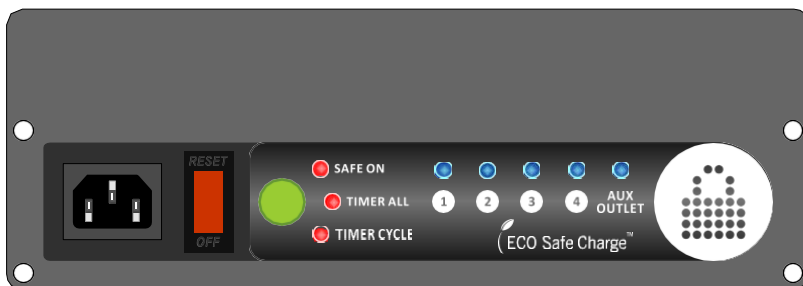 RESET
OFF
SAFE ON
TIMER ALL
TIMER CYCLE
1 2 3 4 AUX
OUTLET
ECO Safe Charge™